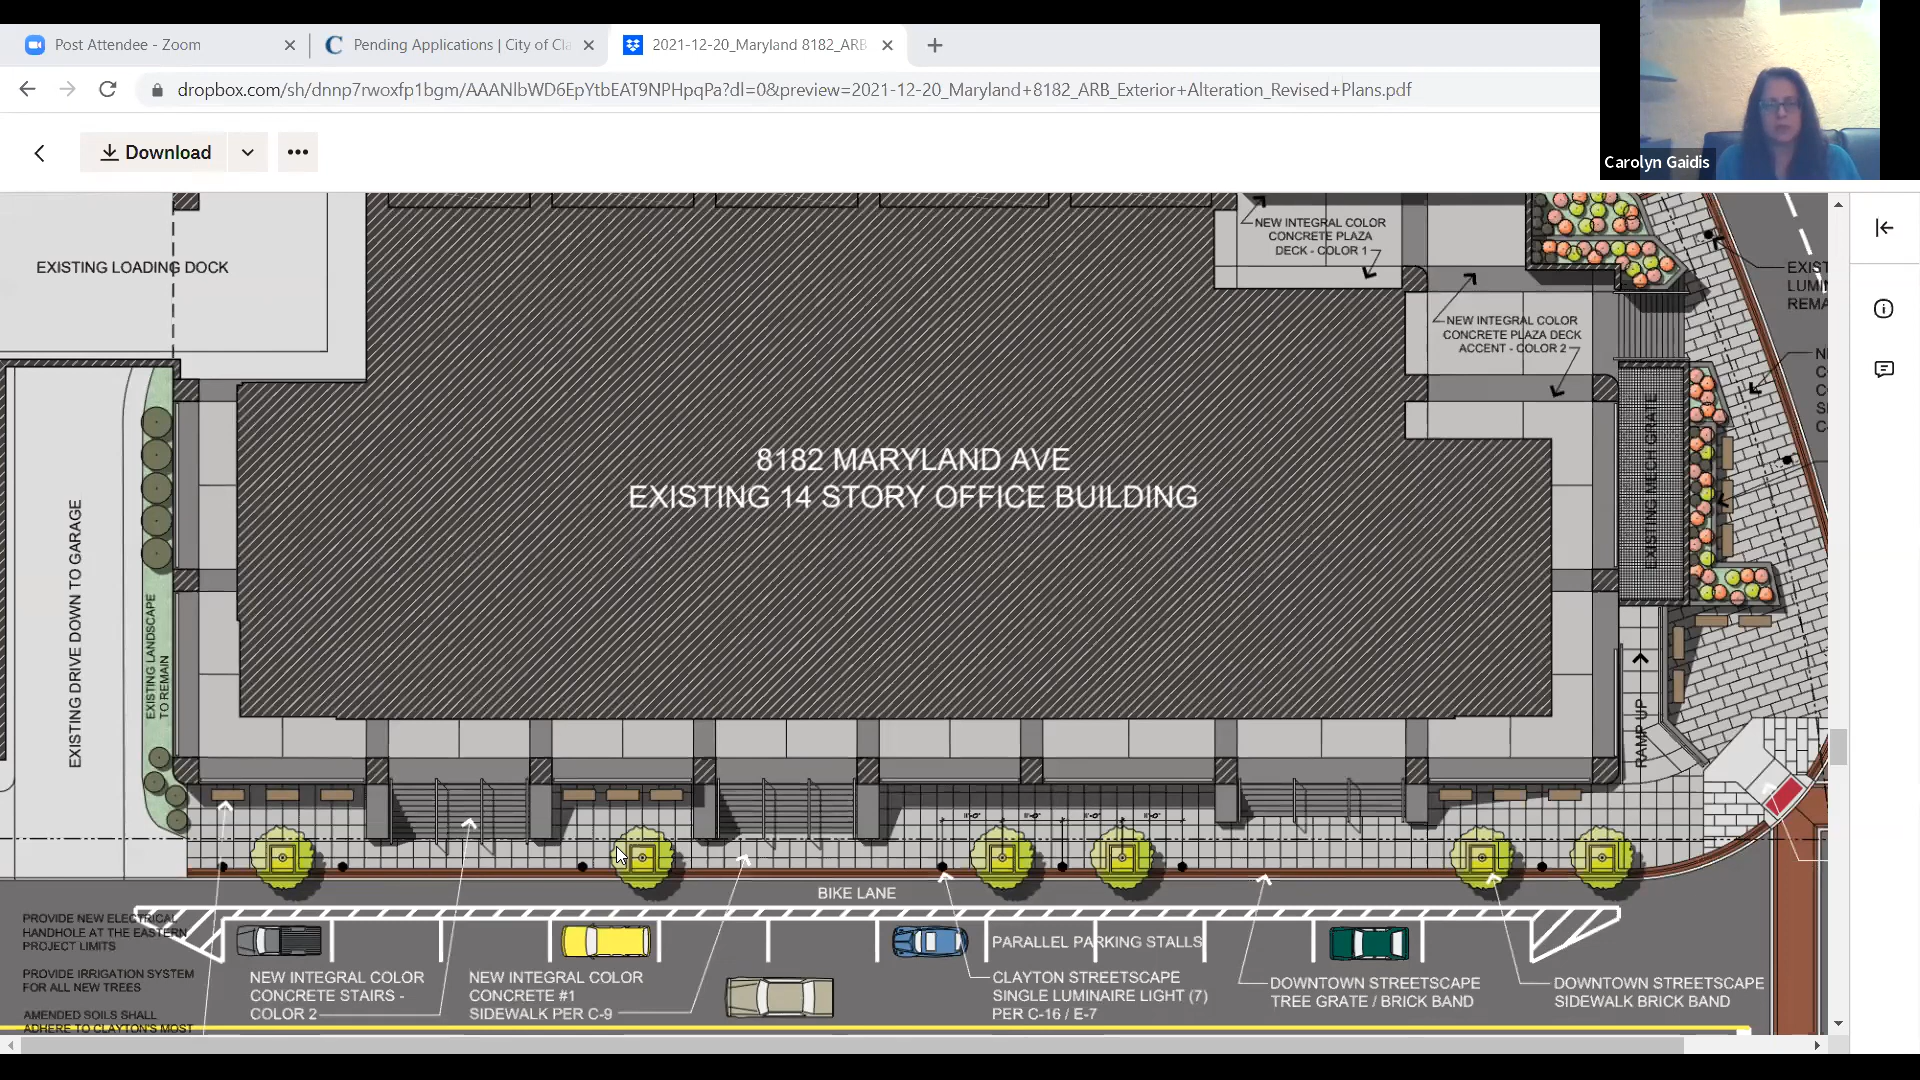 Post Attendee - Zoom
Pending Applications | City of Cla
2021-12-20_Maryland 8182_ARB
dropbox.com/sh/dnnp7rwoxfp1bgm/AAANlbWD6EpYtbEAT9NPHpqPa?dl=0&preview=2021-12-20_Maryland+8182_ARB_Exterior+Alteration_Revised+Plans.pdf
Carolyn Gaidis
Download
NEW INTEGRAL COLOR
CONCRETE PLAZA
DECK - COLOR 1
EXISTING LOADING DOCK
EXIST
LUMIN
REMA
NEW INTEGRAL COLOR
CONCRETE PLAZA DECK
ACCENT - COLOR 2
8182 MARYLAND AVE
EXISTING 14 STORY OFFICE BUILDING
EXISTING MECH GRATE
EXISTING DRIVE DOWN TO GARAGE
EXISTING LANDSCAPE
TO REMAIN
RAMP UP
BIKE LANE
PROVIDE NEW ELECTRICAL
HANDHOLE AT THE EASTERN
PROJECT LIMITS
PROVIDE IRRIGATION SYSTEM
FOR ALL NEW TREES
AMENDED SOILS SHALL
ADHERE TO CLAYTON'S MOST
NEW INTEGRAL COLOR
CONCRETE STAIRS -
COLOR 2
NEW INTEGRAL COLOR
CONCRETE #1
SIDEWALK PER C-9
PARALLEL PARKING STALLS
CLAYTON STREETSCAPE
SINGLE LUMINAIRE LIGHT (7)
PER C-16 / E-7
DOWNTOWN STREETSCAPE
TREE GRATE / BRICK BAND
DOWNTOWN STREETSCAPE
SIDEWALK BRICK BAND